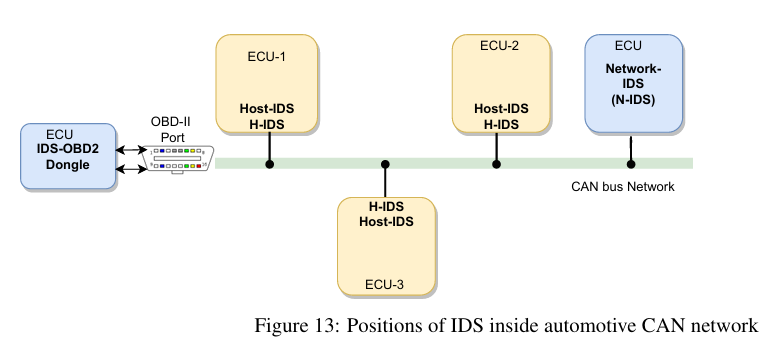 ECU
IDS-OBD2
Dongle
OBD-II
Port
ECU-1
Host-IDS
H-IDS
H-IDS
Host-IDS
ECU-3
ECU-2
Host-IDS
H-IDS
ECU
Network-
IDS
(N-IDS)
CAN bus Network
Figure 13: Positions of IDS inside automotive CAN network